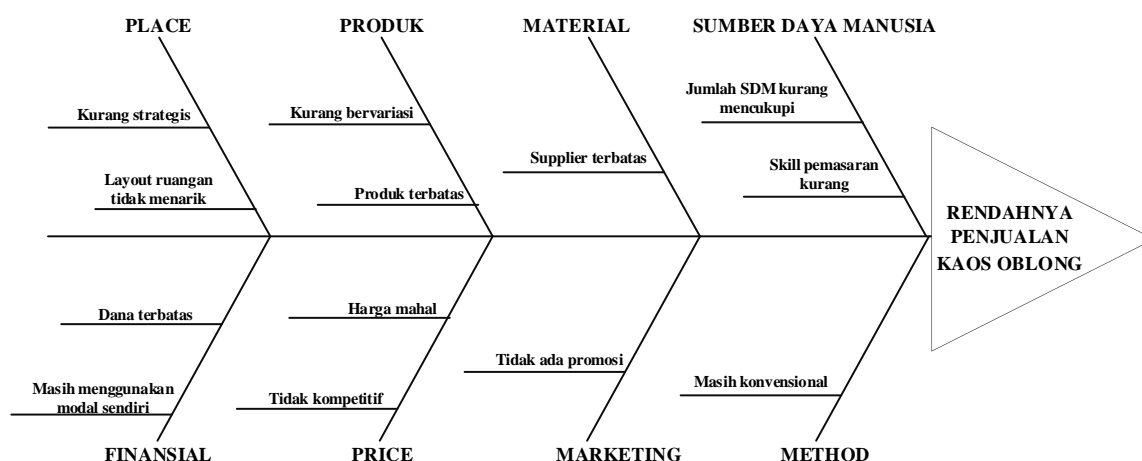 PLACE
PRODUK
MATERIAL
SUMBER DAYA MANUSIA
Kurang strategis
Layout ruangan
tidak menarik
Kurang bervariasi
Produk terbatas
Supplier terbatas
Jumlah SDM kurang
mencukupi
Skill pemasaran
kurang
RENDAHNYA
PENJUALAN
KAOS OBLONG
Dana terbatas
Masih menggunakan
modal sendiri
Harga mahal
Tidak kompetitif
Tidak ada promosi
Masih konvensional
FINANSIAL
PRICE
MARKETING
METHOD